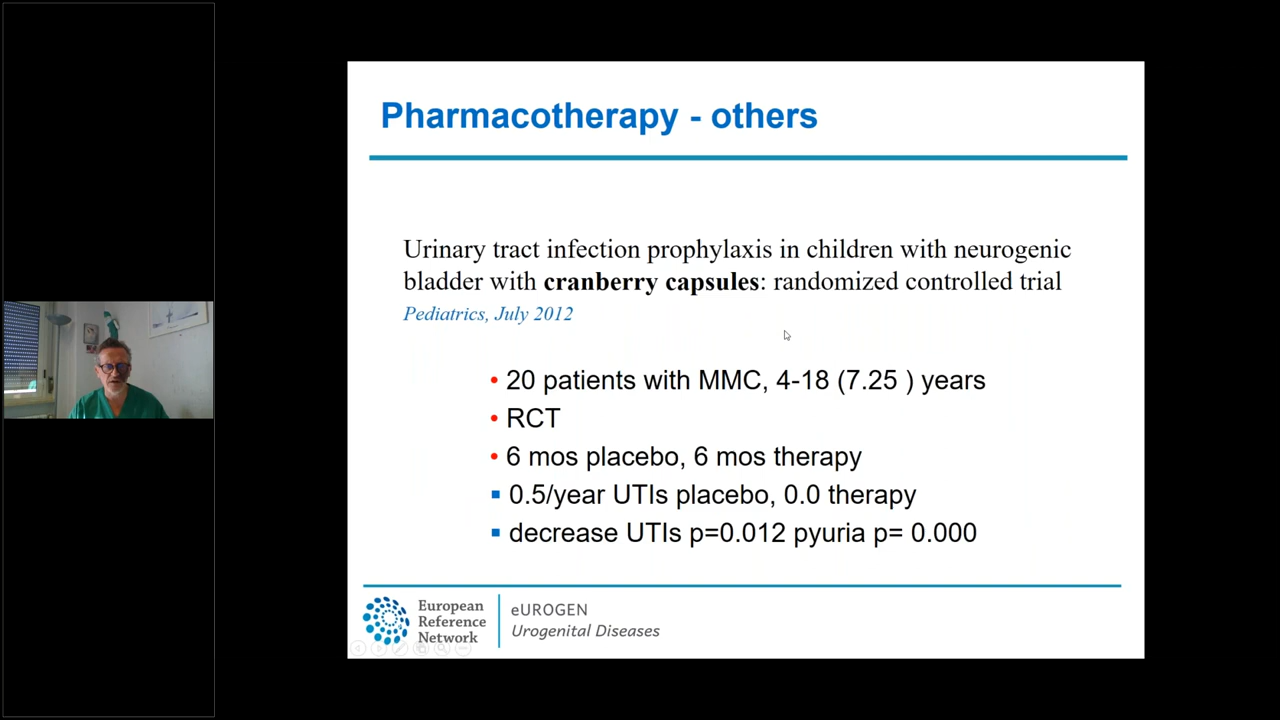 Pharmacotherapy - others
Urinary tract infection prophylaxis in children with neurogenic
bladder with cranberry capsules: randomized controlled trial
Pediatrics, July 2012
• 20 patients with MMC, 4-18 (7.25 ) years
• RCT
• 6 mos placebo, 6 mos therapy
▪ 0.5/year UTIs placebo, 0.0 therapy
▪ decrease UTIs p=0.012 pyuria p= 0.000
European
Reference
Network
eUROGEN
Urogenital Diseases